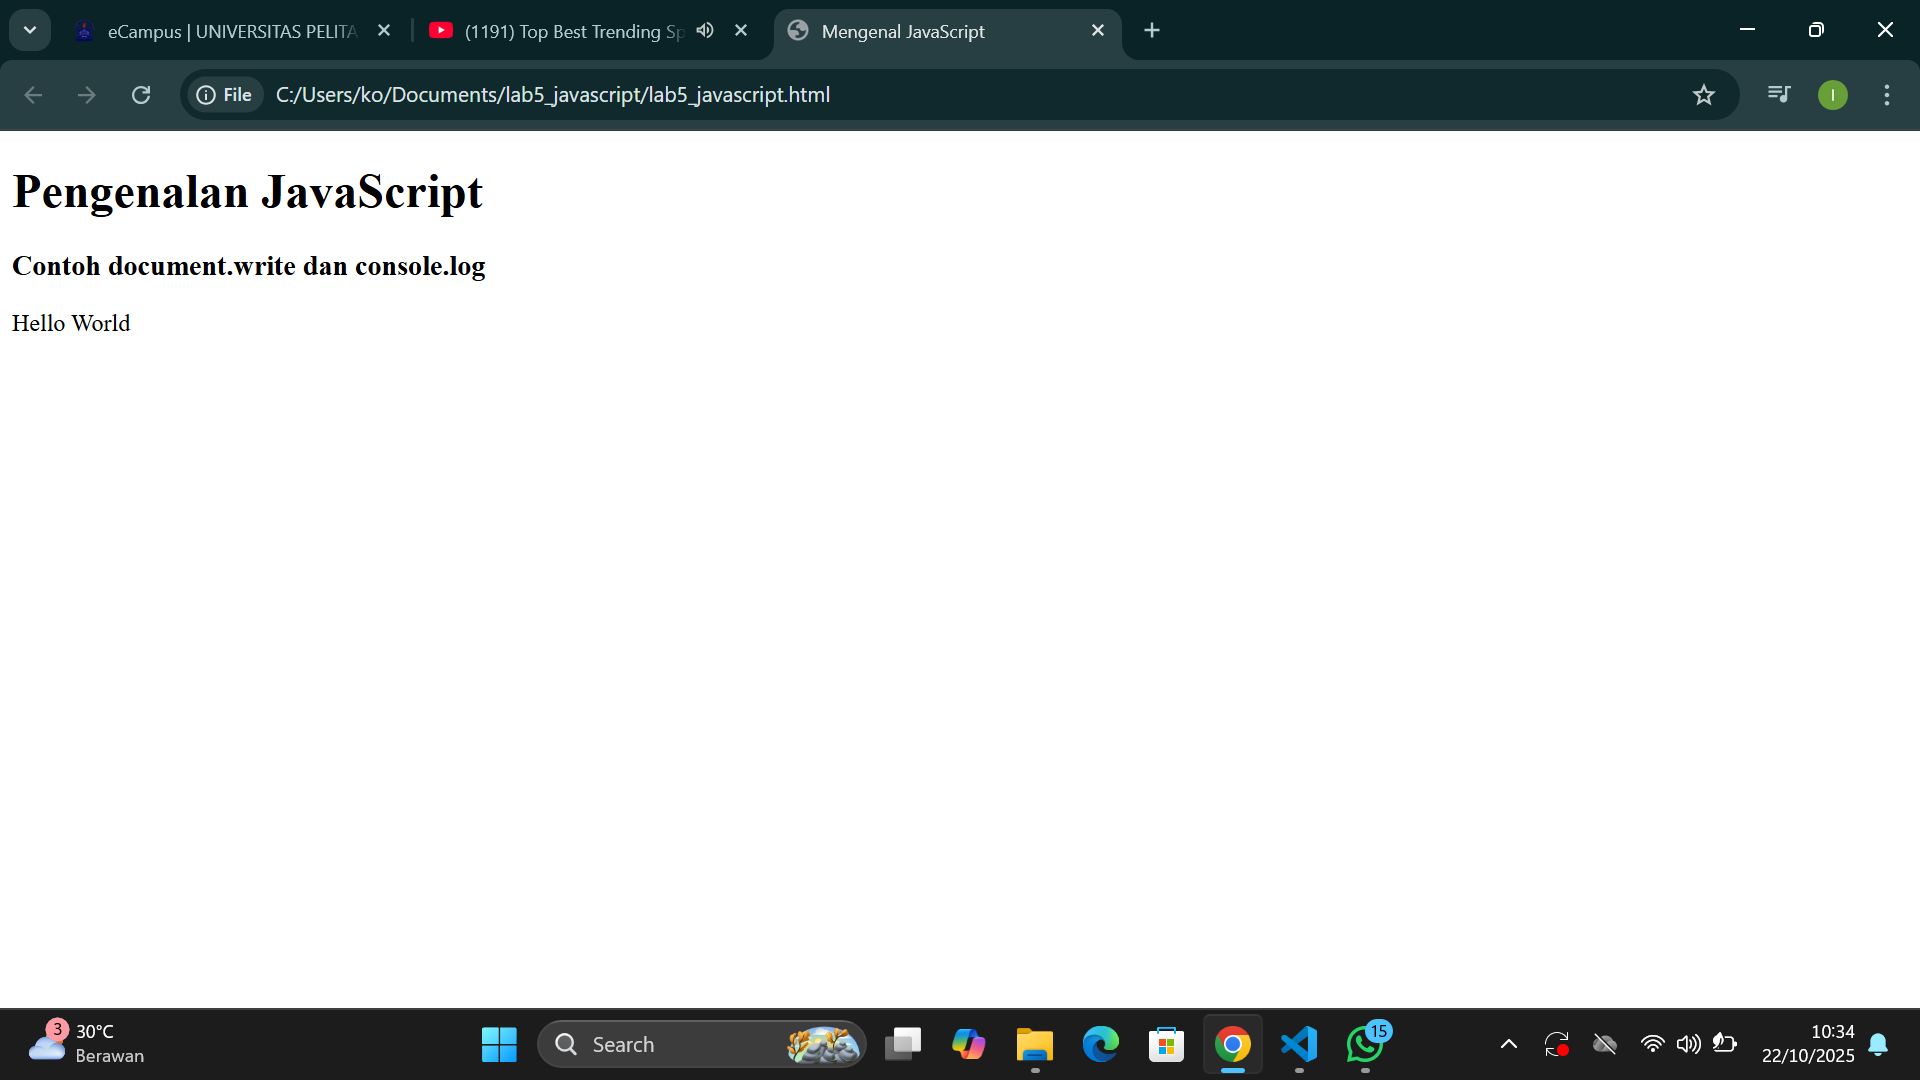 eCampus | UNIVERSITAS PELITA
(1191) Top Best Trending Sp
Mengenal JavaScript
File
C:/Users/ko/Documents/lab5_javascript/lab5_javascript.html
I
Pengenalan JavaScript
Contoh document.write dan console.log
Hello World
3
30°C
Berawan
Search
15
10:34
22/10/2025